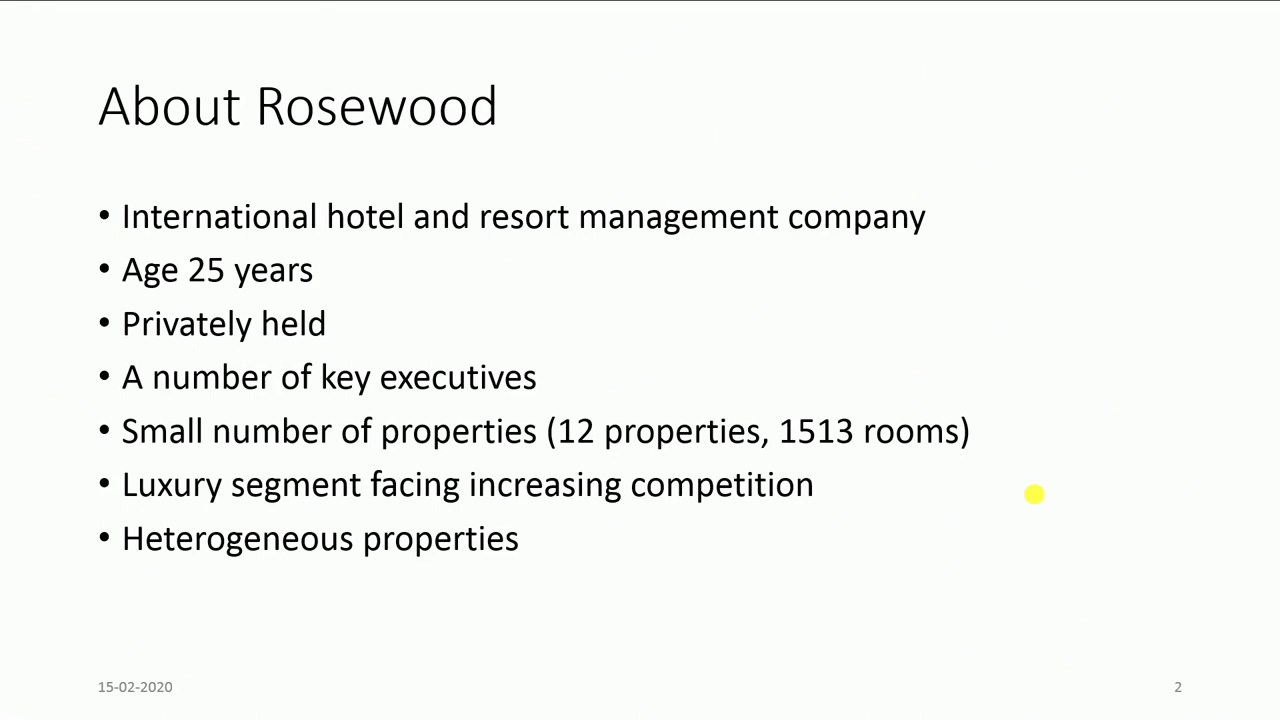 About Rosewood
• International hotel and resort management company
• Age 25 years
• Privately held
• A number of key executives
• Small number of properties (12 properties, 1513 rooms)
• Luxury segment facing increasing competition
• Heterogeneous properties
15-02-2020
2